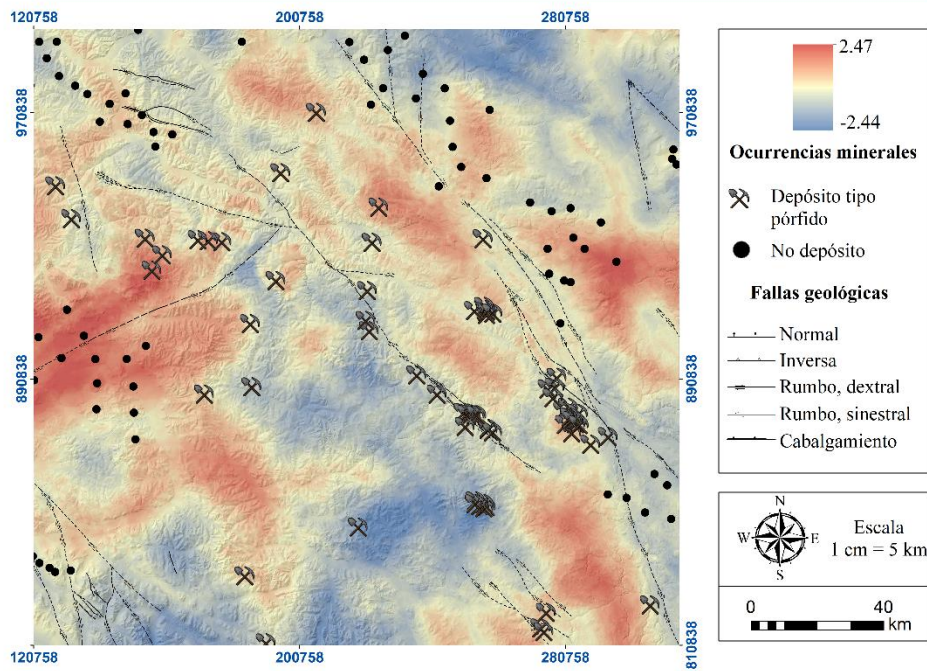 120758
200758
280758
970838
970838
890838
890838
810838
120758
200758
280758
2.47
-2.44
Ocurrencias minerales
Depósito tipo
pórfido
No depósito
Fallas geológicas
Normal
Inversa
Rumbo, dextral
Rumbo, sinestral
Cabalgamiento
N
W
E
S
Escala
1 cm = 5 km
0
40
km